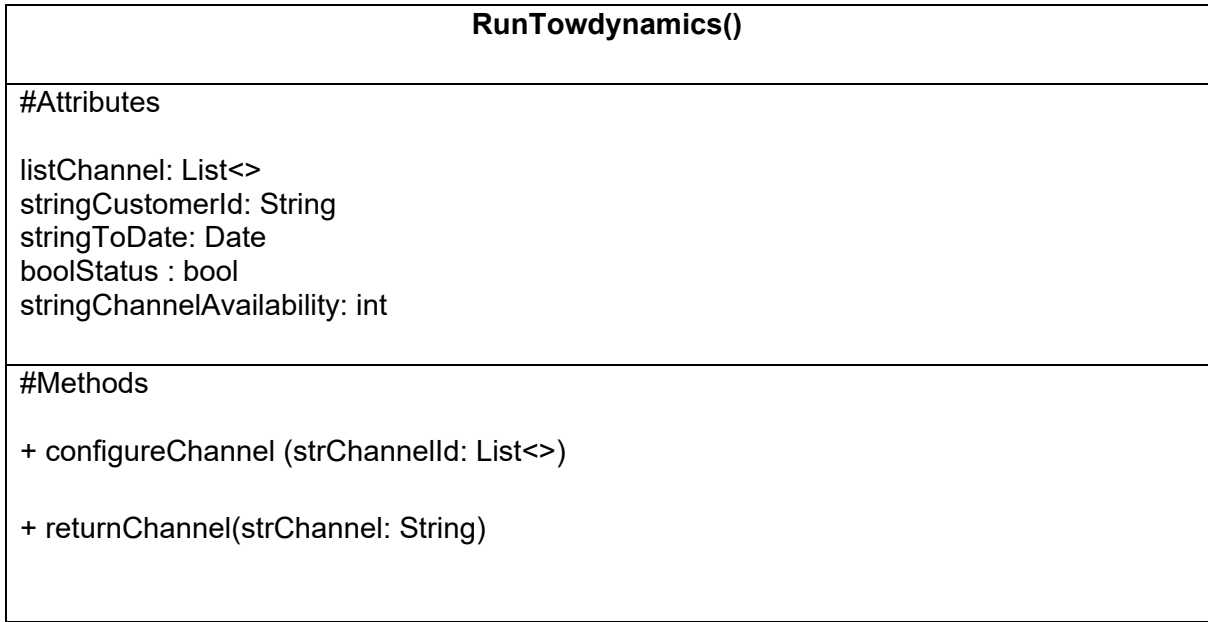 RunTowdynamics()
#Attributes
listChannel: List<>
stringCustomerId: String
stringToDate: Date
boolStatus : bool
stringChannelAvailability: int
#Methods
+ configureChannel (strChannelId: List<>)
+ returnChannel(strChannel: String)